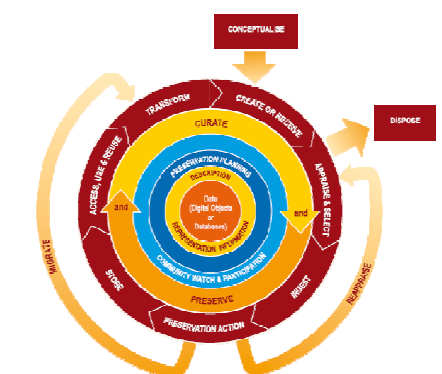 CONCEPTUALISE
CREATE OR RECEIVE
DISPOSE
APPRAISE & SELECT
INGEST
PRESERVATION ACTION
STORE
ACCESS, USE & REUSE
TRANSFORM
MIGRATE
REAPPRAISE
CURATE
and
PRESERVE
and
PRESERVATION PLANNING
COMMUNITY WATCH & PARTICIPATION
DESCRIPTION
REPRESENTATION INFORMATION
Data
(Digital Objects
or
Databases)